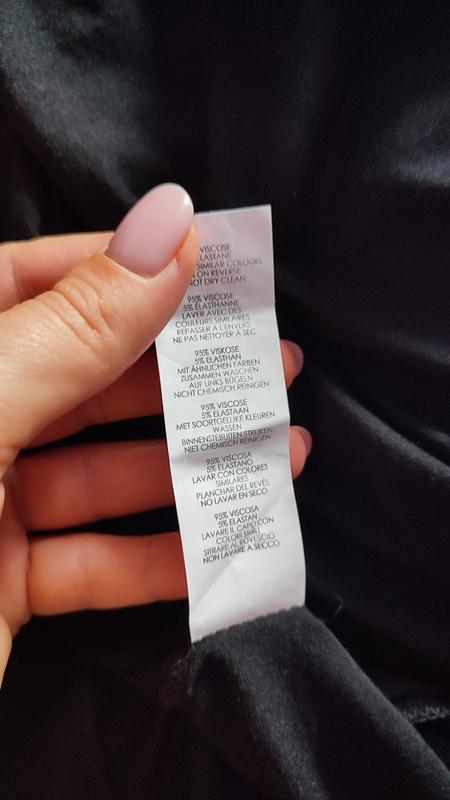 VISCOSE
ELASTANE
SIMILAR COLOURS
ON REVERSE
NOT DRY CLEAN
95% VISCOSE
5% ÉLASTHANNE
LAVER AVEC DES
COULEURS SIMILAIRES
REPASSER A L'ENVERS
NE PAS NETTOYER À SEC
95% VISKOSE
5% ELASTHAN
MIT ÄHNLICHEN FARBEN
ZUSAMMEN WASCHEN
AUF LINKS BÜGELN
NICHT CHEMISCH REINIGEN
95% VISCOSE
5% ELASTAAN
MET SOORTGELIJKE KLEUREN
WASSEN
BINNENSTEBUITEN STRIJKEN
NIET CHEMISCH REINIGEN
95% VISCOSA
5% ELASTANO
LAVAR CON COLORES
SIMILARES
PLANCHAR DEL REVÉS
NO LAVAR EN SECO
95% VISCOSA
5% ELASTAN
LAVARE IL CAPO CON
COLORI SIMILI
STIRARE AL ROVESCIO
NON LAVARE A SECCO